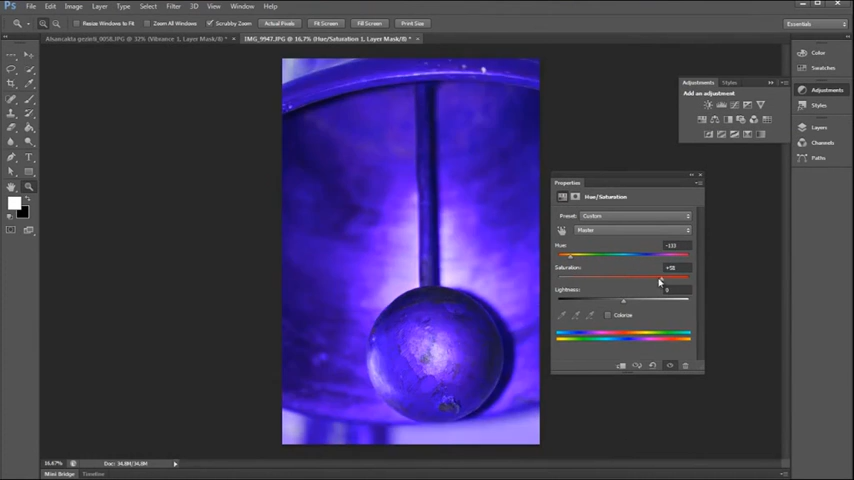 Ps File Edit Image Layer Type Select Filter 3D View Window Help
Resize Windows to Fit Zoom All Windows Scrubby Zoom Actual Pixels Fit Screen Fill Screen Print Size Essentials
Alsancakta gezinti_0058.JPG @ 32% (Vibrance 1, Layer Mask/8) * × IMG_9947.JPG @ 16,7% (Hue/Saturation 1, Layer Mask/8) * ×
Color
Swatches
Adjustments
Styles
Layers
Channels
Paths
Adjustments Styles
Add an adjustment
Properties
Hue/Saturation
Preset: Custom
Master
Hue: -133
Saturation: +58
Lightness: 0
Colorize
16,67% Doc: 34,8M/34,8M
Mini Bridge Timeline